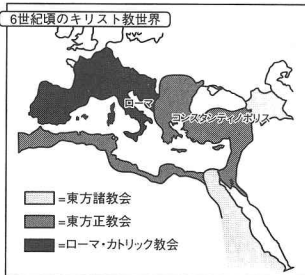 6世紀頃のキリスト教世界
ローマ
コンスタンティノポリス
=東方諸教会
=東方正教会
=ローマ・カトリック教会